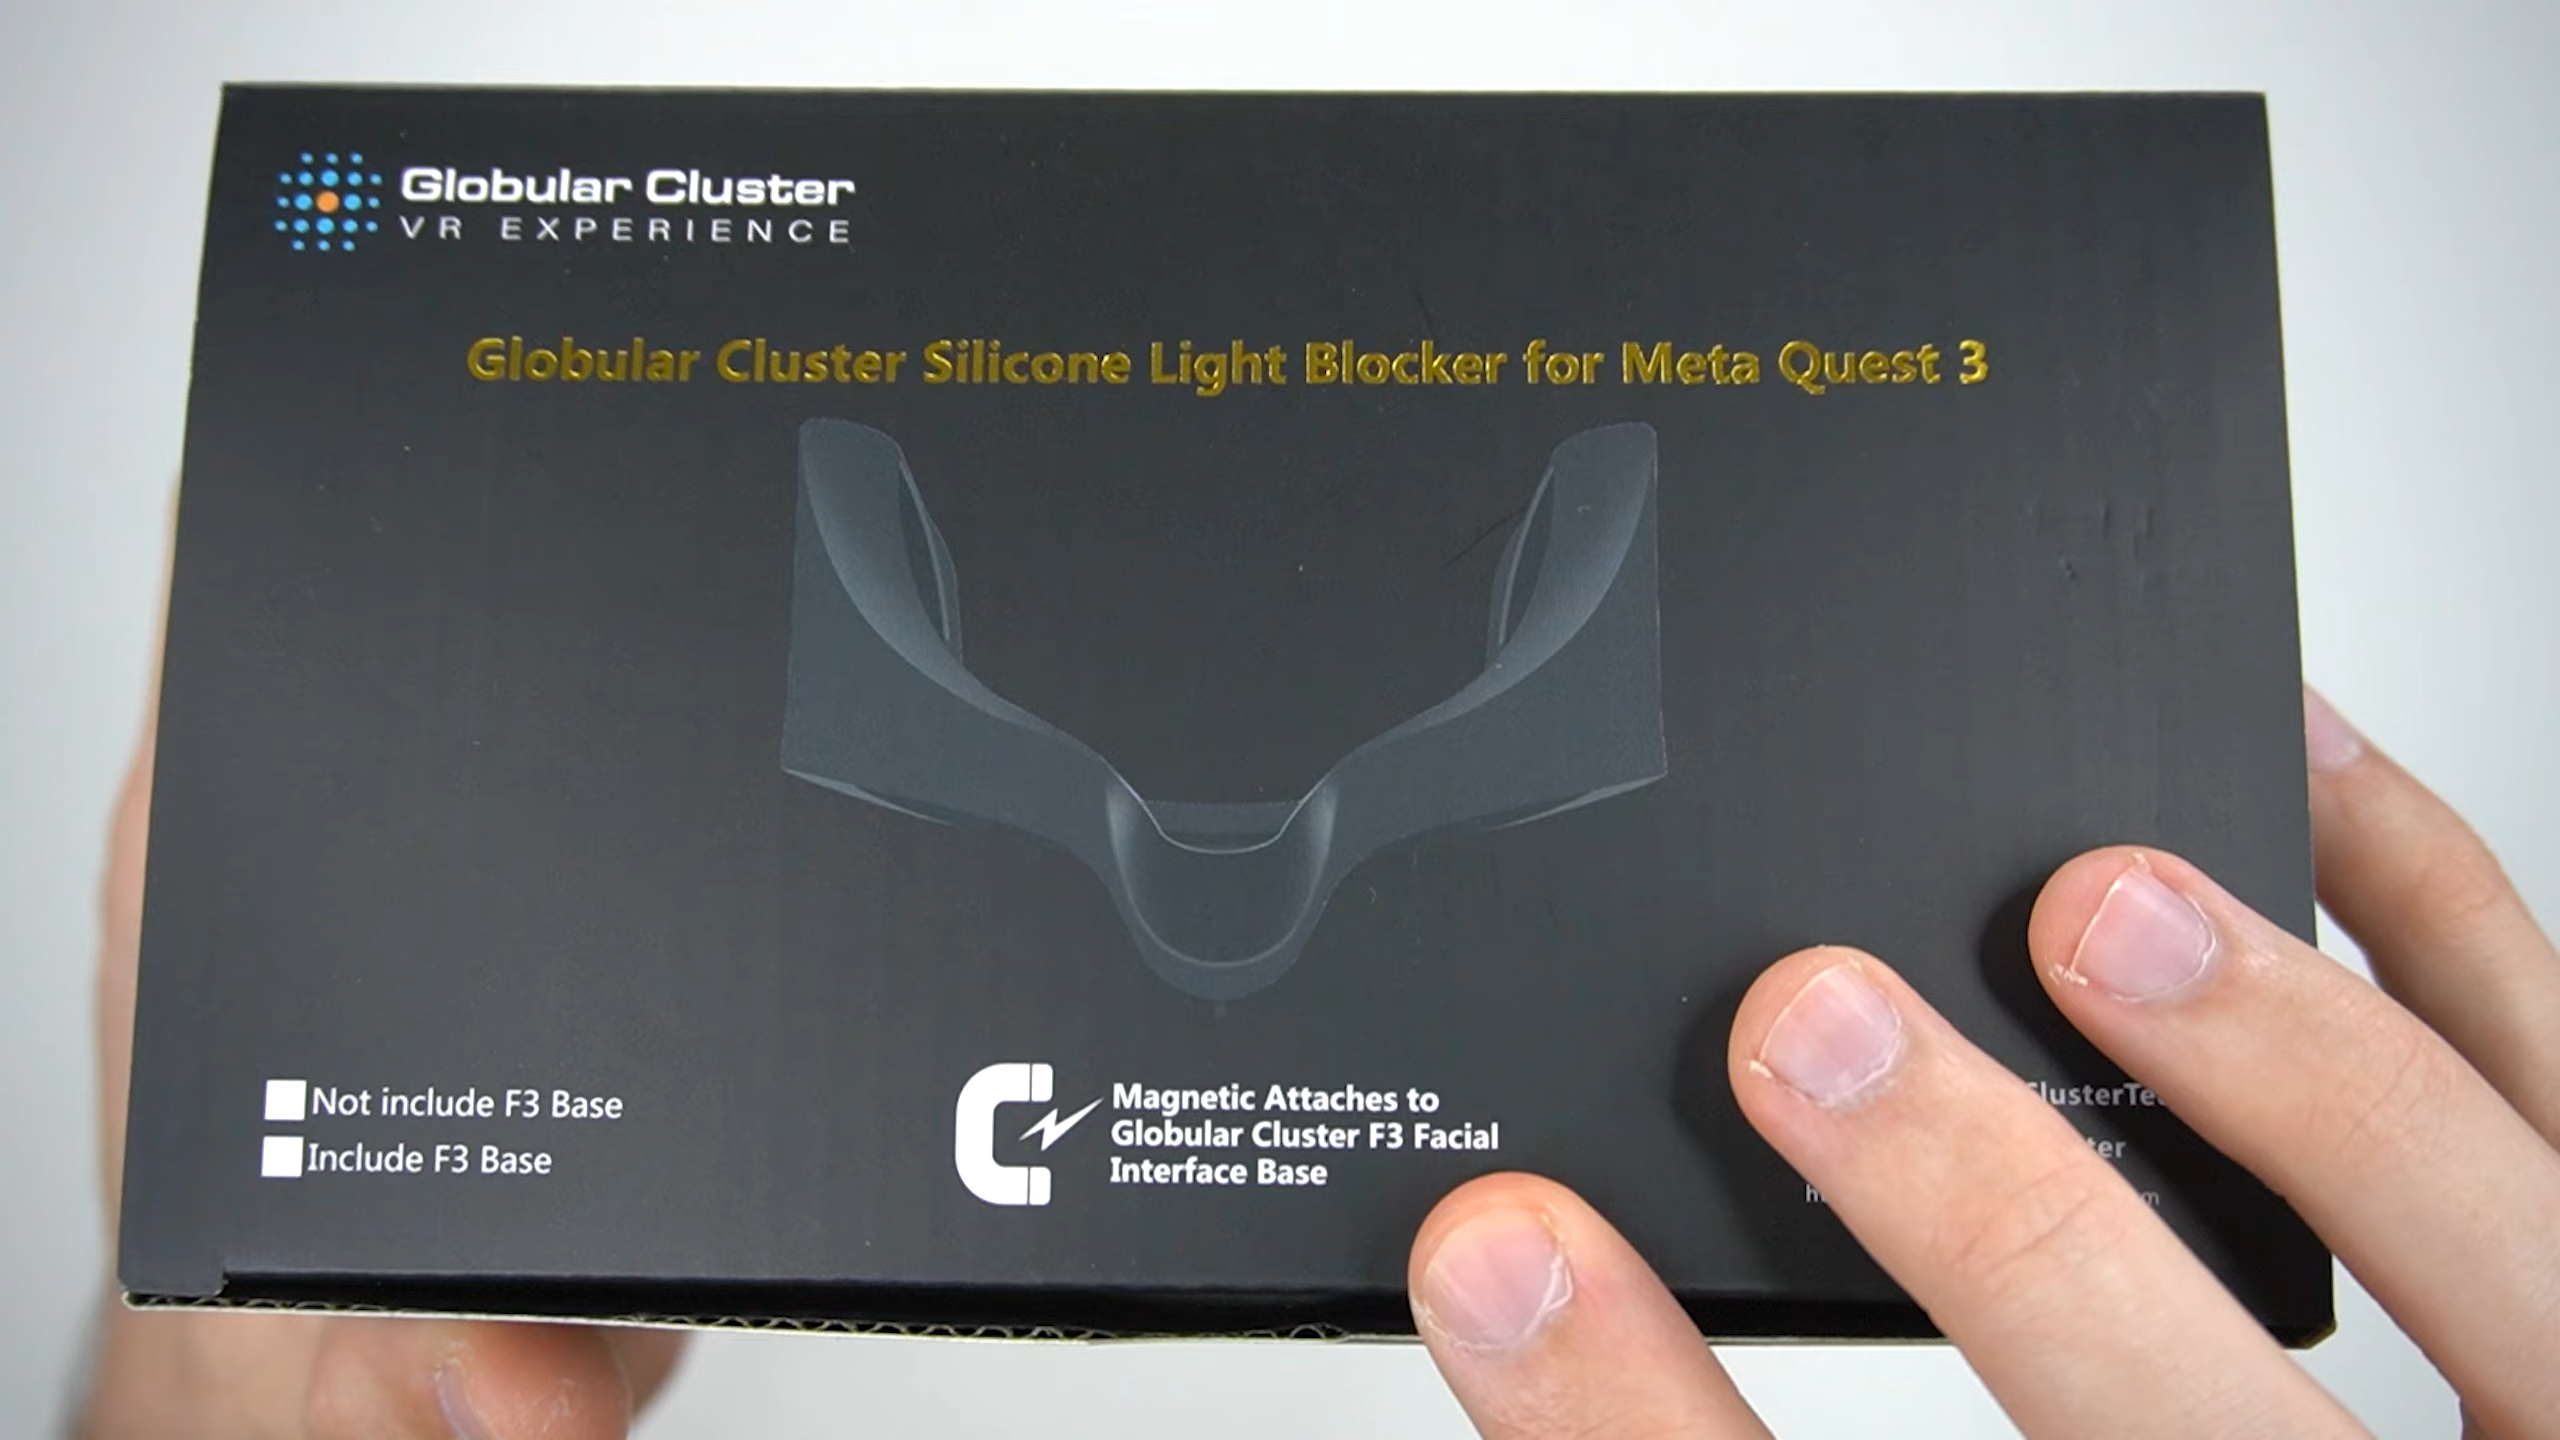 Globular Cluster
VR EXPERIENCE
Globular Cluster Silicone Light Blocker for Meta Quest 3
Not include F3 Base
Include F3 Base
Magnetic Attaches to
Globular Cluster F3 Facial
Interface Base